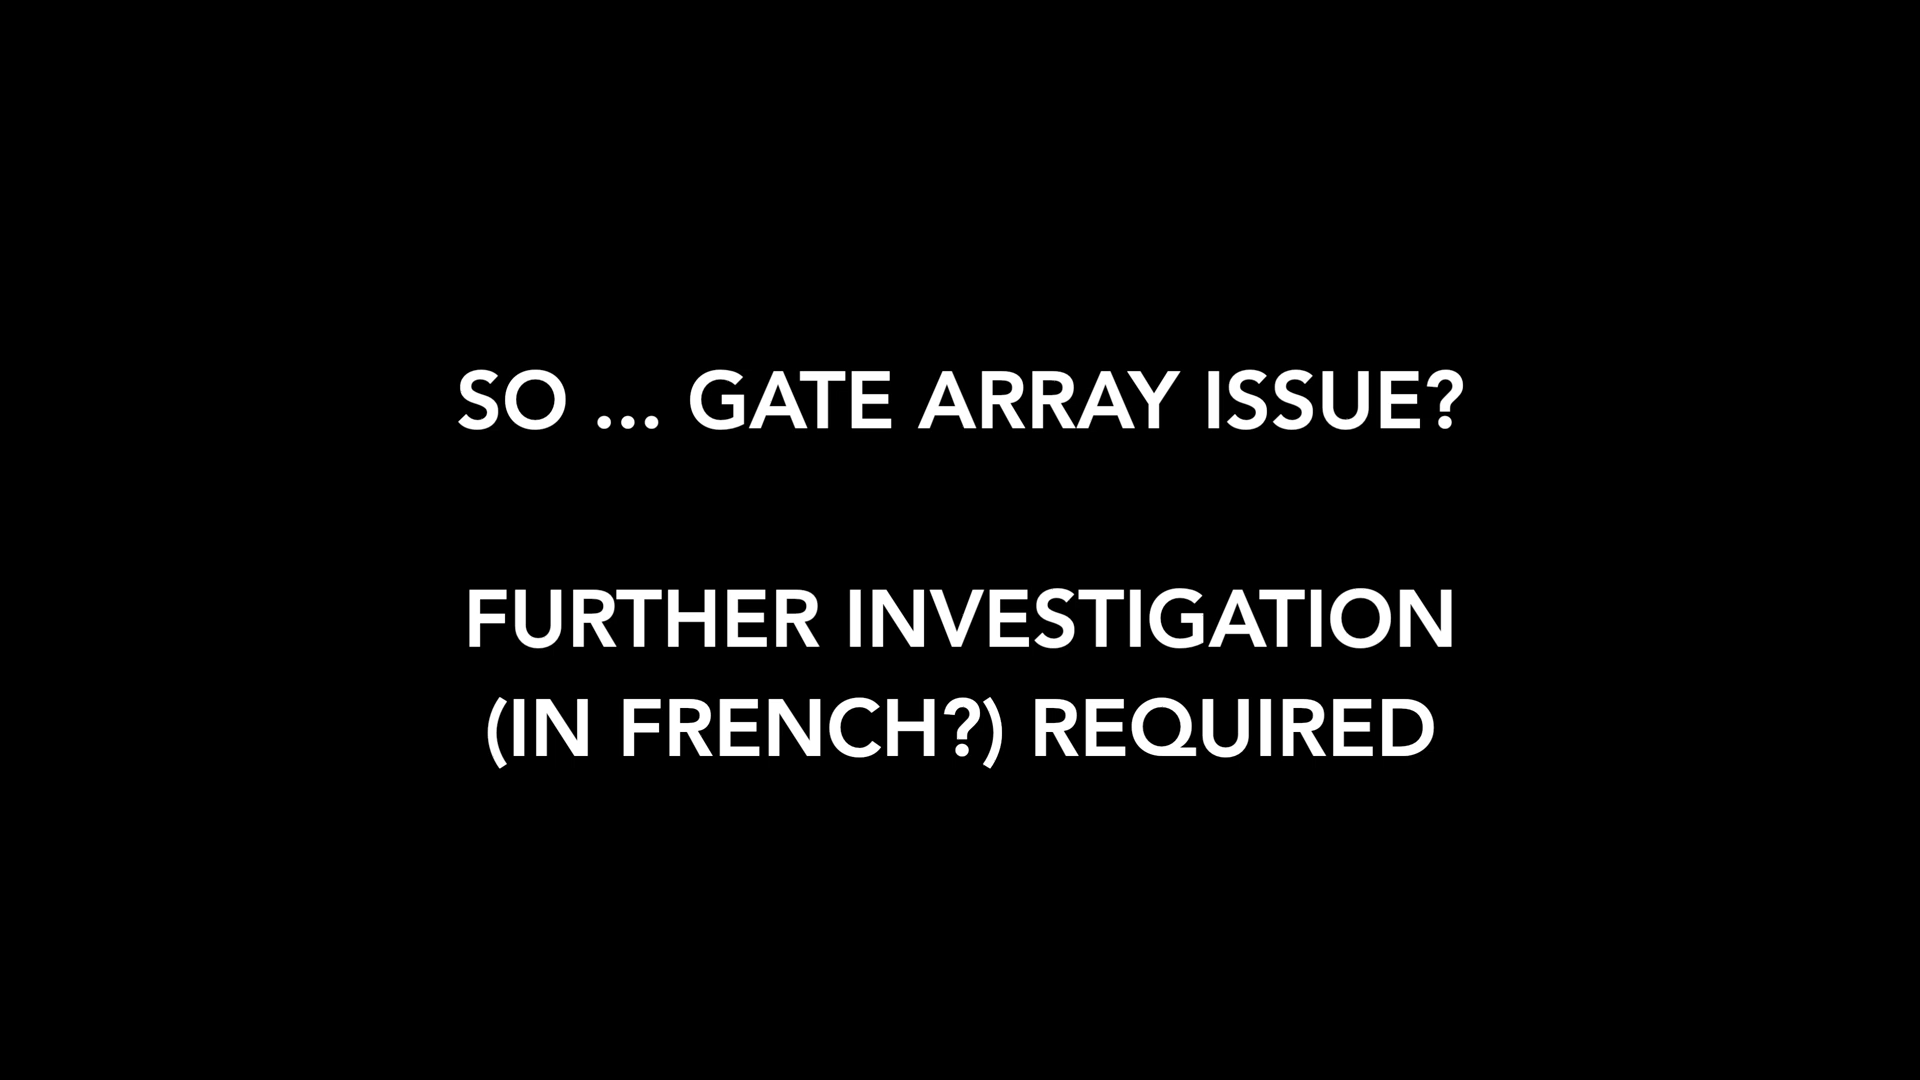 SO ... GATE ARRAY ISSUE?
FURTHER INVESTIGATION
(IN FRENCH?) REQUIRED